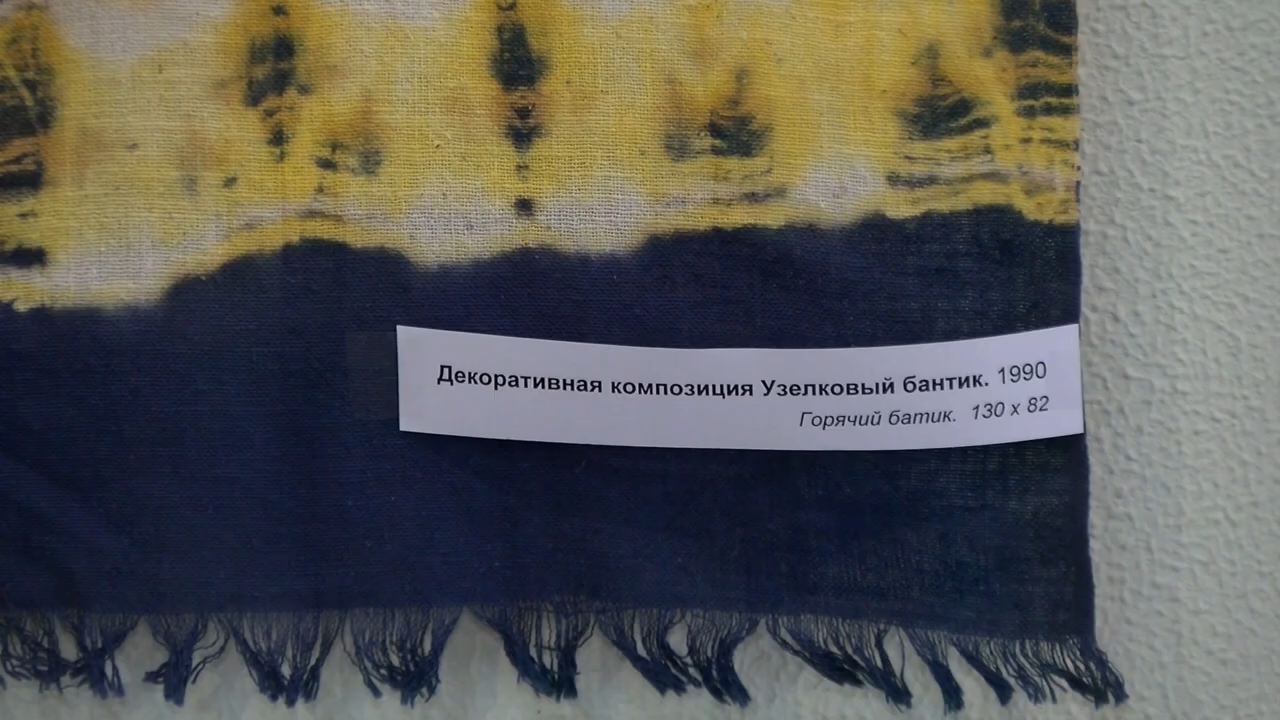 Декоративная композиция Узелковый бантик. 1990
Горячий батик. 130 х 82